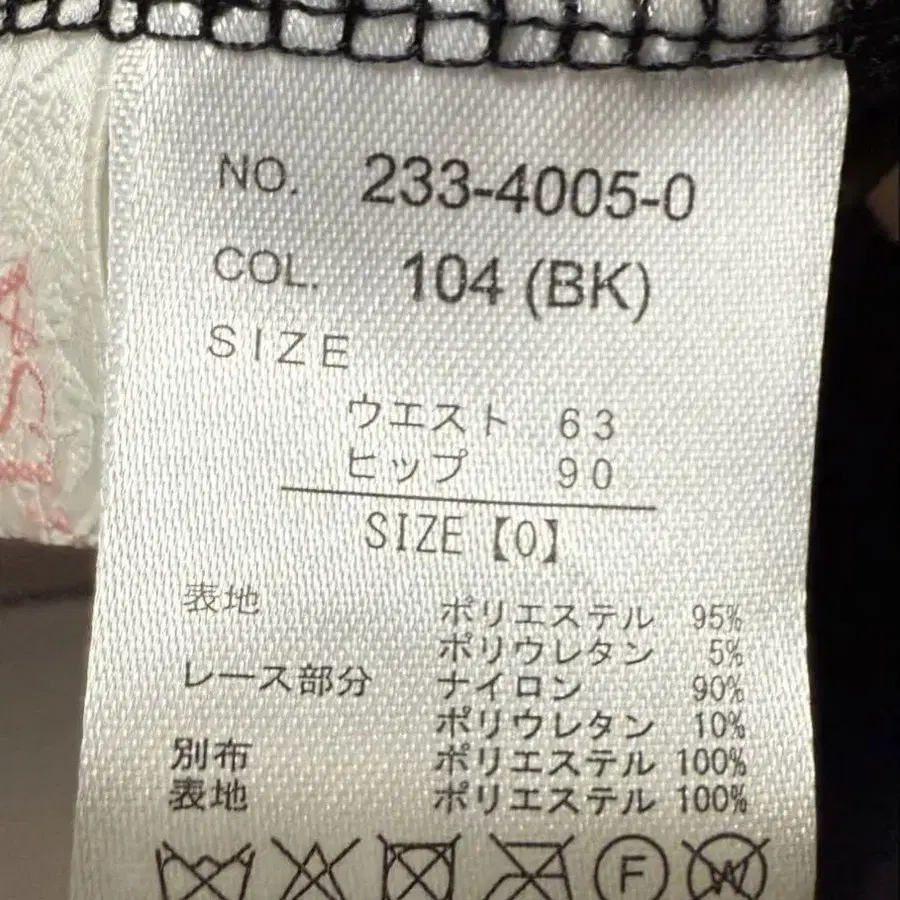 NO. 233-4005-0
COL. 104 (BK)
SIZE
ウエスト 63
ヒップ 90
SIZE【0】
表地 ポリエステル 95%
ポリウレタン 5%
レース部分 ナイロン 90%
ポリウレタン 10%
別布 ポリエステル 100%
表地 ポリエステル 100%
F
W